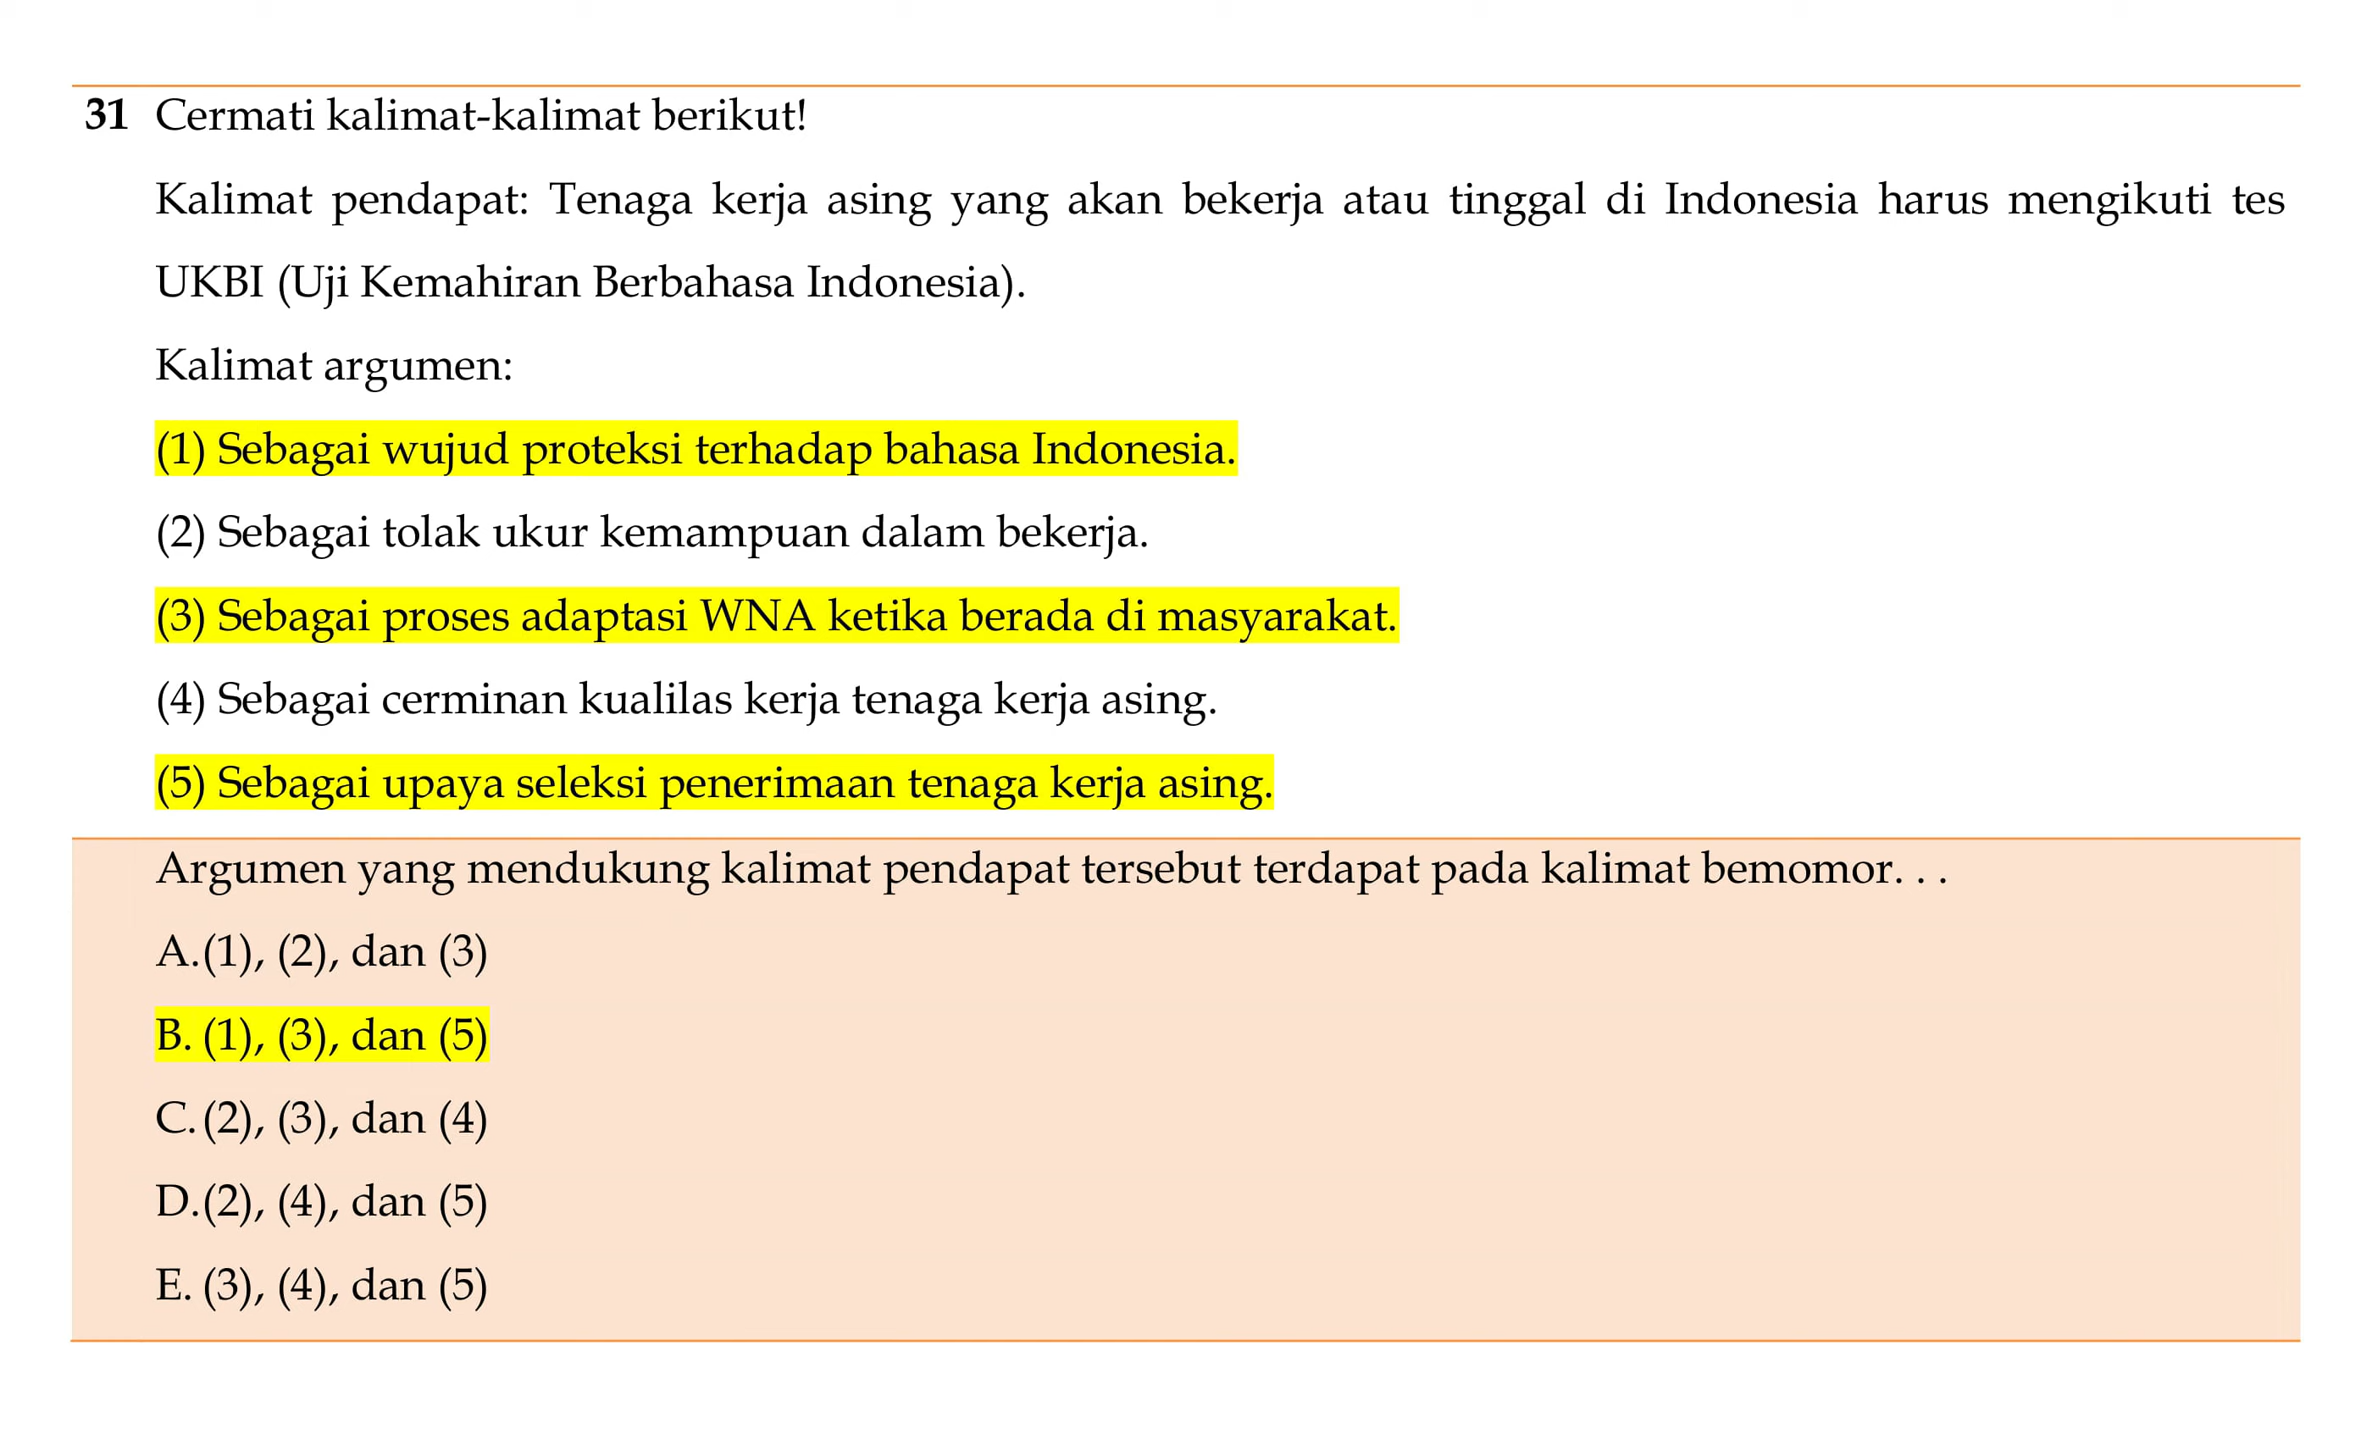 31 Cermati kalimat-kalimat berikut!
Kalimat pendapat: Tenaga kerja asing yang akan bekerja atau tinggal di Indonesia harus mengikuti tes
UKBI (Uji Kemahiran Berbahasa Indonesia).
Kalimat argumen:
(1) Sebagai wujud proteksi terhadap bahasa Indonesia.
(2) Sebagai tolak ukur kemampuan dalam bekerja.
(3) Sebagai proses adaptasi WNA ketika berada di masyarakat.
(4) Sebagai cerminan kualilas kerja tenaga kerja asing.
(5) Sebagai upaya seleksi penerimaan tenaga kerja asing.
Argumen yang mendukung kalimat pendapat tersebut terdapat pada kalimat bemomor. . .
A.(1), (2), dan (3)
B. (1), (3), dan (5)
C. (2), (3), dan (4)
D.(2), (4), dan (5)
E. (3), (4), dan (5)